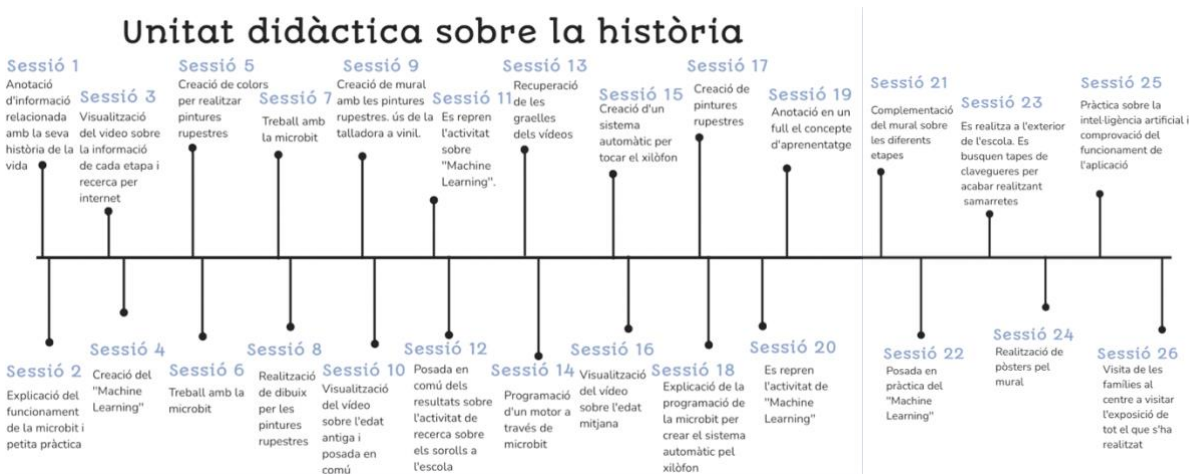 Unitat didàctica sobre la història
Sessió 1
Anotació
d'informació
relacionada
amb la seva
història de la
vida
Sessió 3
Visualització
del video sobre
la informació
de cada etapa i
recerca per
internet
Sessió 5
Creació de colors
per realitzar
pintures
rupestres
Sessió 7
Treball amb
la microbit
Sessió 9
Creació de mural
amb les pintures
rupestres. ús de la
talladora a vinil.
Sessió 11
Es repren
l'activitat
sobre
"Machine
Learning".
Sessió 13
Recuperació
de les
graelles
dels vídeos
Sessió 15
Creació d'un
sistema
automàtic per
tocar el xilòfon
Sessió 17
Creació de
pintures
rupestres
Sessió 19
Anotació en un
full el concepte
d'aprenentatge
Sessió 21
Complementació
del mural sobre
les diferents
etapes
Sessió 23
Es realitza a l'exterior
de l'escola. Es
busquen tapes de
clavegueres per
acabar realitzant
samarretes
Sessió 25
Pràctica sobre la
intel·ligència artificial i
comprovació del
funcionament de
l'aplicació
Sessió 2
Explicació del
funcionament
de la microbit i
petita pràctica
Sessió 4
Creació del
"Machine
Learning"
Sessió 6
Treball amb la
microbit
Sessió 8
Realització
de dibuix
per les
pintures
rupestres
Sessió 10
Visualització
del vídeo
sobre l'edat
antiga i
posada en
comú
Sessió 12
Posada en
comú dels
resultats sobre
l'activitat de
recerca sobre
els sorolls a
l'escola
Sessió 14
Programació
d'un motor a
través de
microbit
Sessió 16
Visualització
del vídeo
sobre l'edat
mitjana
Sessió 18
Explicació de la
programació de
la microbit per
crear el sistema
automàtic pel
xilòfon
Sessió 20
Es repren
l'activitat de
"Machine
Learning"
Sessió 22
Posada en
pràctica del
"Machine
Learning"
Sessió 24
Realització de
pòsters pel
mural
Sessió 26
Visita de les
famílies al
centre a visitar
l'exposició de
tot el que s'ha
realitzat